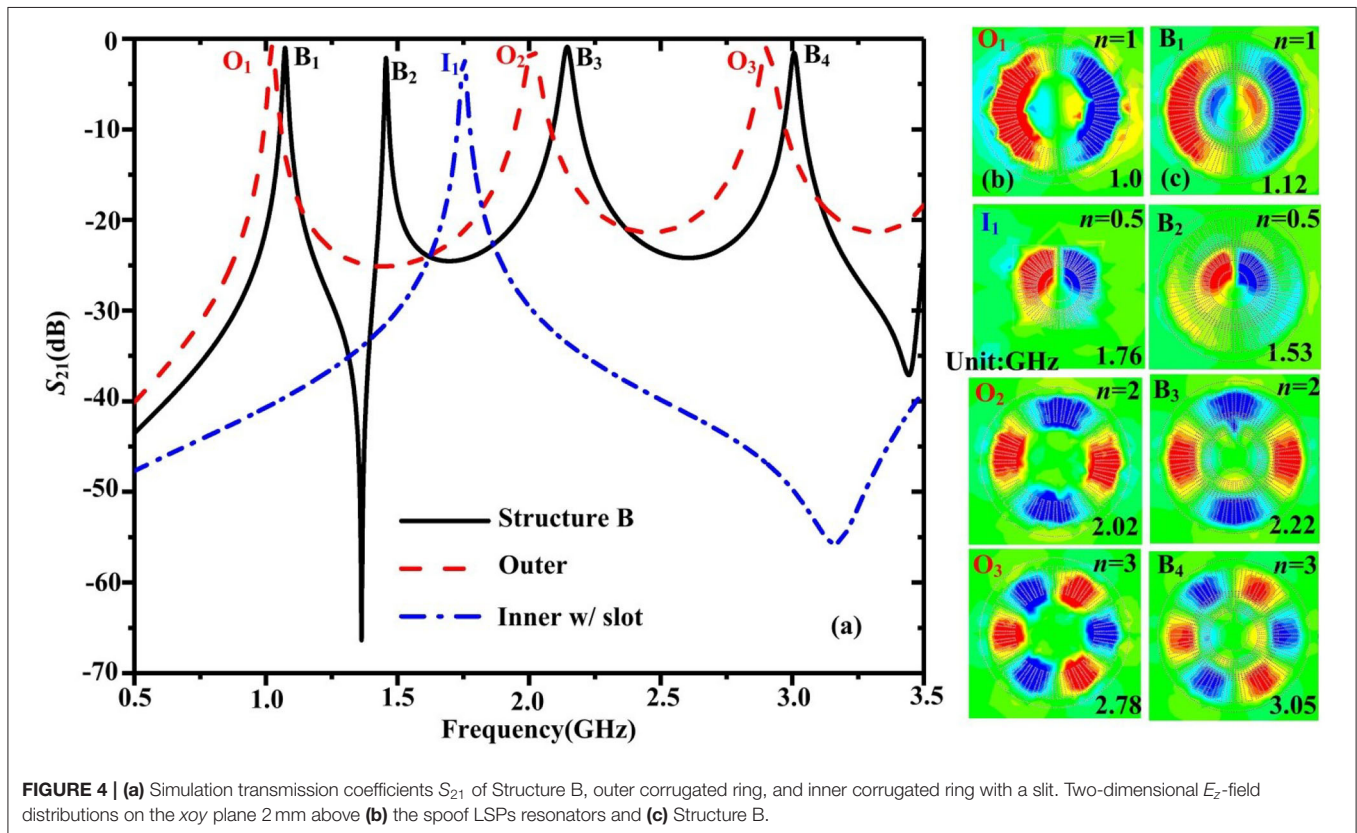 0
-10
-20
-30
-40
-50
-60
-70
S21(dB)
O1
B1
B2
I1
O2
B3
O3
B4
Structure B
Outer
Inner w/ slot
(a)
0.5
1.0
1.5
2.0
2.5
3.0
3.5
Frequency(GHz)
O1
n=1
(b)
1.0
B1
n=1
(c)
1.12
I1
n=0.5
1.76
B2
n=0.5
1.53
Unit:GHz
O2
n=2
2.02
B3
n=2
2.22
O3
n=3
2.78
B4
n=3
3.05
FIGURE 4 | (a) Simulation transmission coefficients S21 of Structure B, outer corrugated ring, and inner corrugated ring with a slit. Two-dimensional Ez-field
distributions on the xoy plane 2 mm above (b) the spoof LSPs resonators and (c) Structure B.